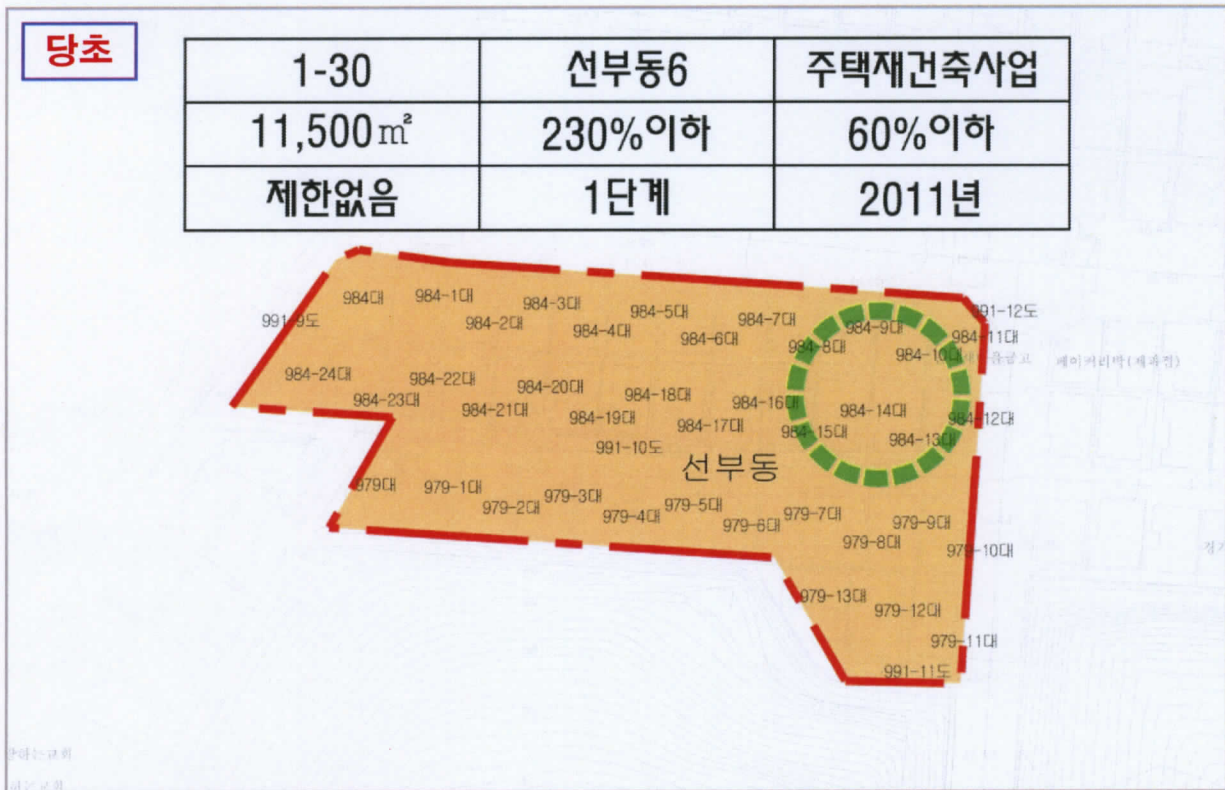 당초
1-30 선부동6 주택재건축사업
11,500㎡ 230%이하 60%이하
제한없음 1단계 2011년
984대 984-1대 984-3대 984-5대 984-7대 984-9대 991-12도
991-9도 984-2대 984-4대 984-6대 984-8대 984-10대 984-11대
베이커리박(제과점)
984-24대 984-22대 984-20대 984-18대 984-16대 984-14대 984-12대
984-23대 984-21대 984-19대 984-17대 984-15대 984-13대
991-10도
선부동
979대 979-1대 979-3대 979-5대 979-7대 979-9대
979-2대 979-4대 979-6대 979-8대 979-10대
979-13대 979-12대
979-11대
991-11도